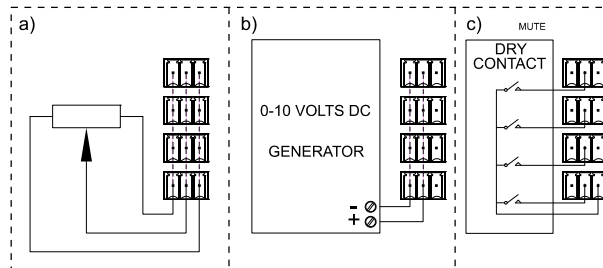 a)
b)
0-10 VOLTS DC
GENERATOR
-
+
c)
MUTE
DRY
CONTACT